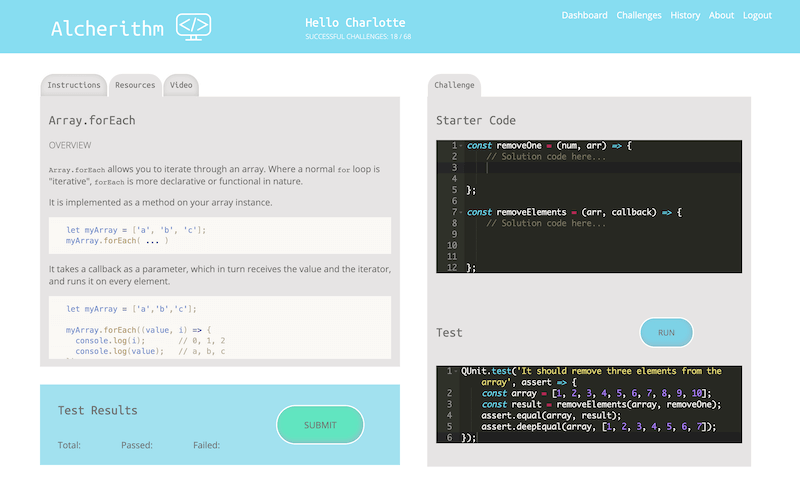 Alcherithm </>
Hello Charlotte
SUCCESSFUL CHALLENGES: 18 / 68
Dashboard Challenges History About Logout
Instructions Resources Video
Array.forEach
OVERVIEW
Array.forEach allows you to iterate through an array. Where a normal for loop is
"iterative", forEach is more declarative or functional in nature.
It is implemented as a method on your array instance.
let myArray = ['a', 'b', 'c'];
myArray.forEach( ... )
It takes a callback as a parameter, which in turn receives the value and the iterator,
and runs it on every element.
let myArray = ['a','b','c'];
myArray.forEach((value, i) => {
console.log(i); // 0, 1, 2
console.log(value); // a, b, c
Test Results
SUBMIT
Total: Passed: Failed:
Challenge
Starter Code
1 const removeOne = (num, arr) => {
2 // Solution code here...
3
4
5 };
6
7 const removeElements = (arr, callback) => {
8 // Solution code here...
9
10
11
12 };
Test
RUN
1 QUnit.test('It should remove three elements from the
array', assert => {
2 const array = [1, 2, 3, 4, 5, 6, 7, 8, 9, 10];
3 const result = removeElements(array, removeOne);
4 assert.equal(array, result);
5 assert.deepEqual(array, [1, 2, 3, 4, 5, 6, 7]);
6 });